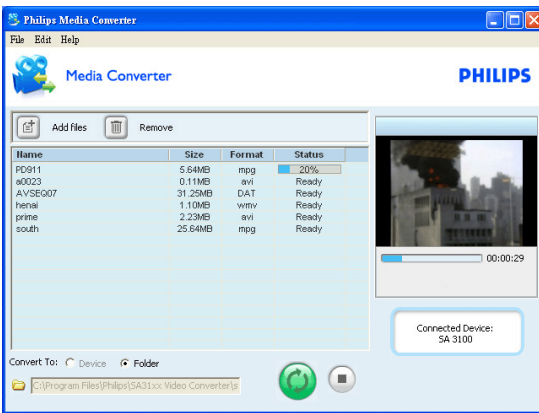 Philips Media Converter
File Edit Help
Media Converter
PHILIPS
Add files Remove
Name Size Format Status
PD911 5.64MB mpg 20%
a0023 0.11MB avi Ready
AVSEQ07 31.25MB DAT Ready
henai 1.10MB wmv Ready
prime 2.23MB avi Ready
south 25.64MB mpg Ready
00:00:29
Connected Device:
SA 3100
Convert To: Device Folder
C:\Program Files\Philips\SA31xx Video Converter\s